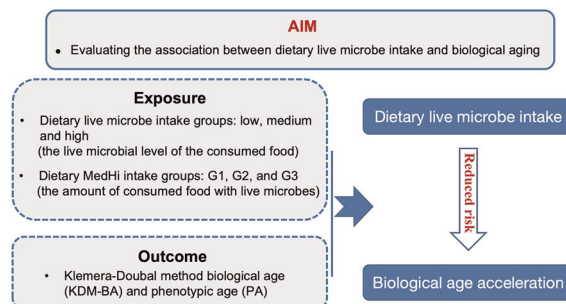 AIM
• Evaluating the association between dietary live microbe intake and biological aging
Exposure
• Dietary live microbe intake groups: low, medium
and high
(the live microbial level of the consumed food)
• Dietary MedHi intake groups: G1, G2, and G3
(the amount of consumed food with live microbes)
Outcome
• Klemera-Doubal method biological age
(KDM-BA) and phenotypic age (PA)
Dietary live microbe intake
Reduced risk
Biological age acceleration